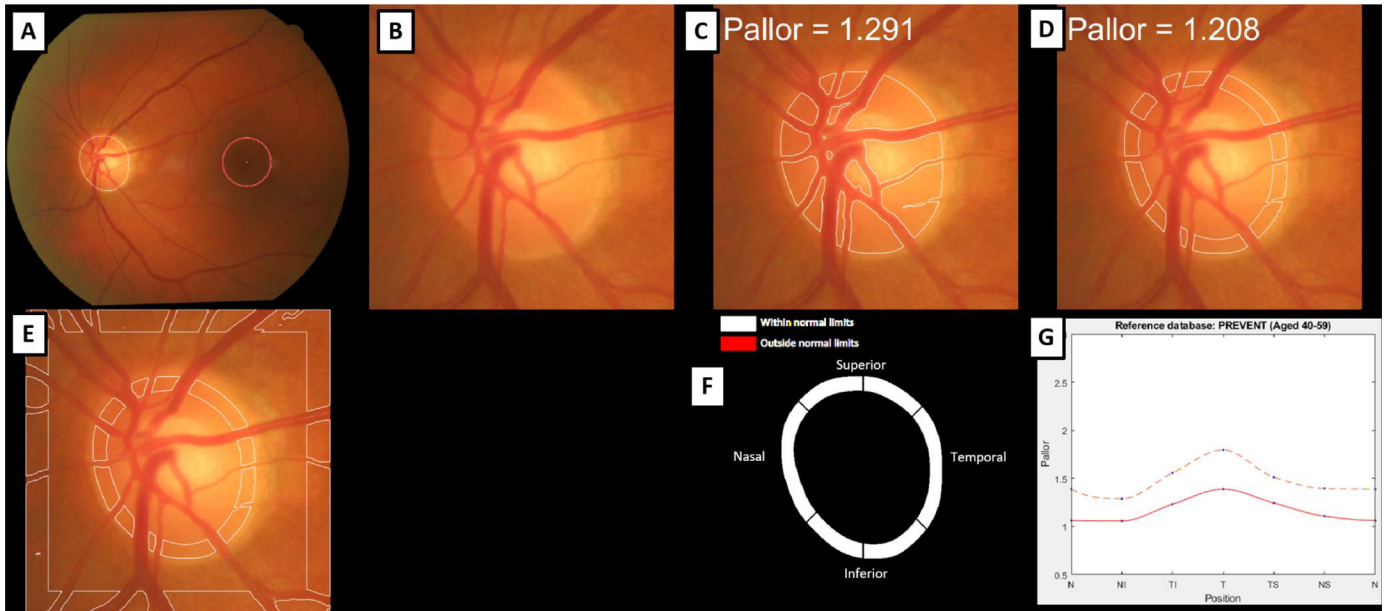 A
B
C
Pallor = 1.291
D
Pallor = 1.208
E
Within normal limits
Outside normal limits
F
Superior
Nasal
Temporal
Inferior
G
Reference database: PREVENT (Aged 40-59)
2.5
2
1.5
1
0.5
Pallor
N
NI
TI
T
TS
NS
N
Position